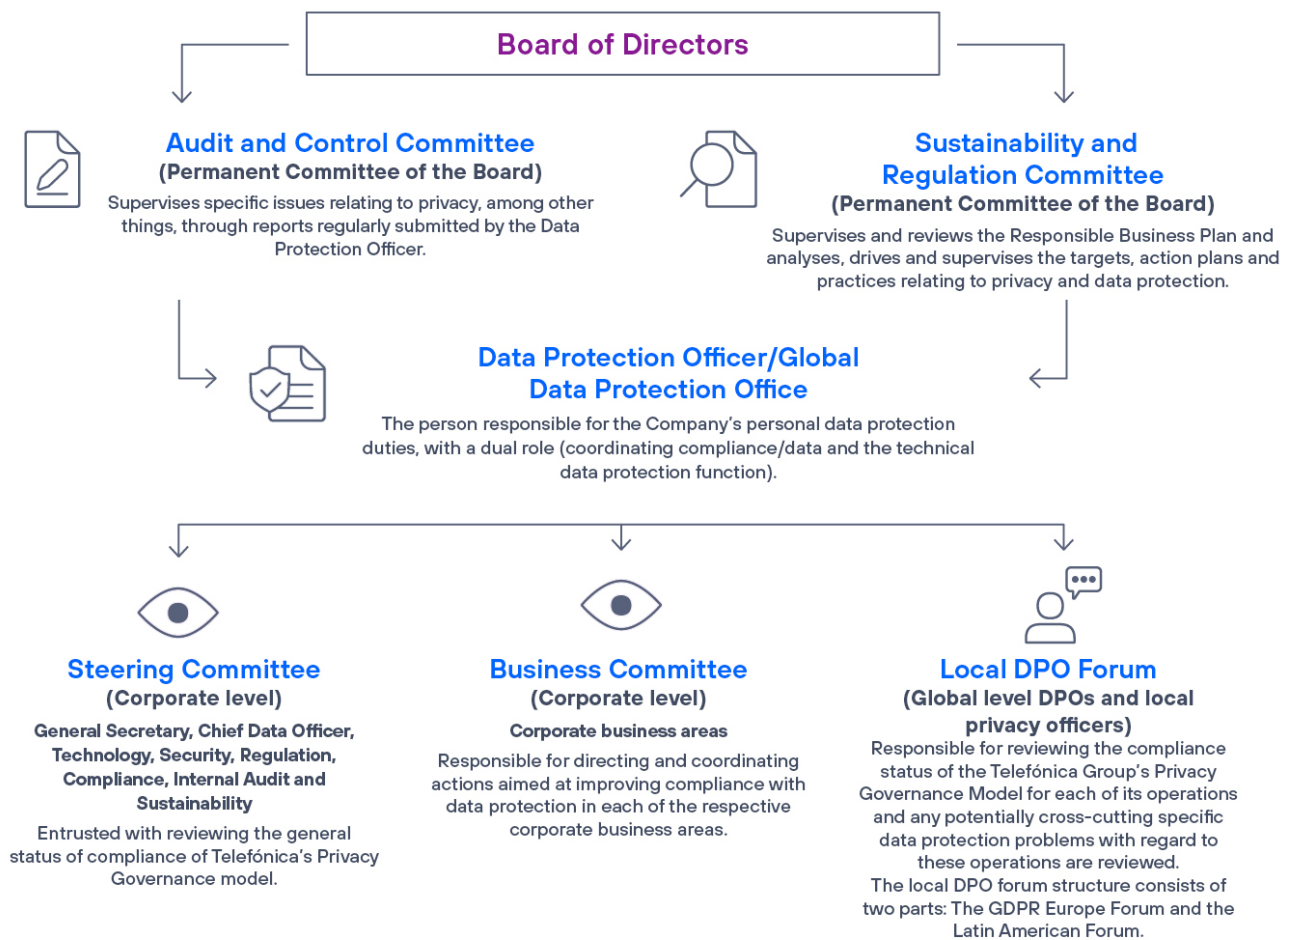 Board of Directors
Audit and Control Committee
(Permanent Committee of the Board)
Supervises specific issues relating to privacy, among other
things, through reports regularly submitted by the Data
Protection Officer.
Sustainability and
Regulation Committee
(Permanent Committee of the Board)
Supervises and reviews the Responsible Business Plan and
analyses, drives and supervises the targets, action plans and
practices relating to privacy and data protection.
Data Protection Officer/Global
Data Protection Office
The person responsible for the Company's personal data protection
duties, with a dual role (coordinating compliance/data and the technical
data protection function).
Steering Committee
(Corporate level)
General Secretary, Chief Data Officer,
Technology, Security, Regulation,
Compliance, Internal Audit and
Sustainability
Entrusted with reviewing the general
status of compliance of Telefónica's Privacy
Governance model.
Business Committee
(Corporate level)
Corporate business areas
Responsible for directing and coordinating
actions aimed at improving compliance with
data protection in each of the respective
corporate business areas.
Local DPO Forum
(Global level DPOs and local
privacy officers)
Responsible for reviewing the compliance
status of the Telefónica Group's Privacy
Governance Model for each of its operations
and any potentially cross-cutting specific
data protection problems with regard to
these operations are reviewed.
The local DPO forum structure consists of
two parts: The GDPR Europe Forum and the
Latin American Forum.